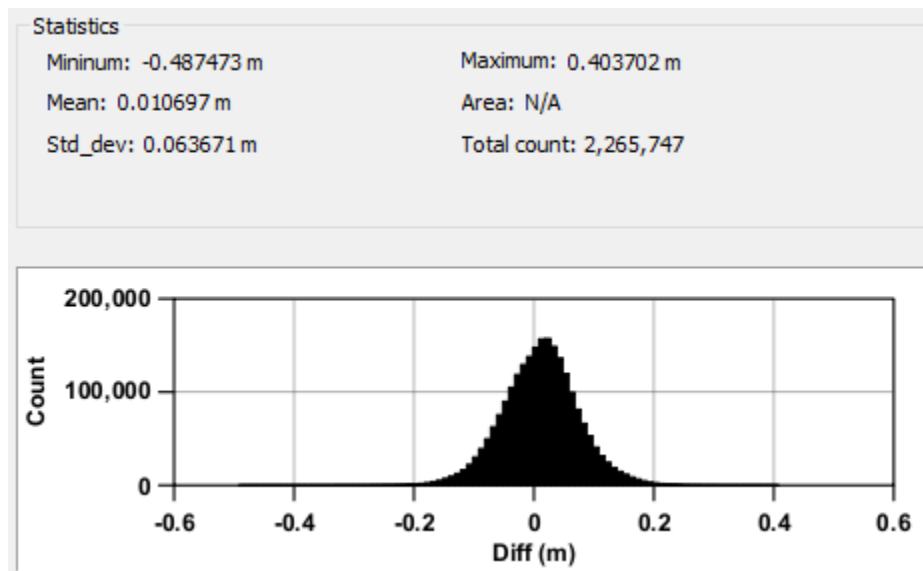 Statistics
Mininum: -0.487473 m Maximum: 0.403702 m
Mean: 0.010697 m Area: N/A
Std_dev: 0.063671 m Total count: 2,265,747
200,000
100,000
0
Count
-0.6 -0.4 -0.2 0 0.2 0.4 0.6
Diff (m)